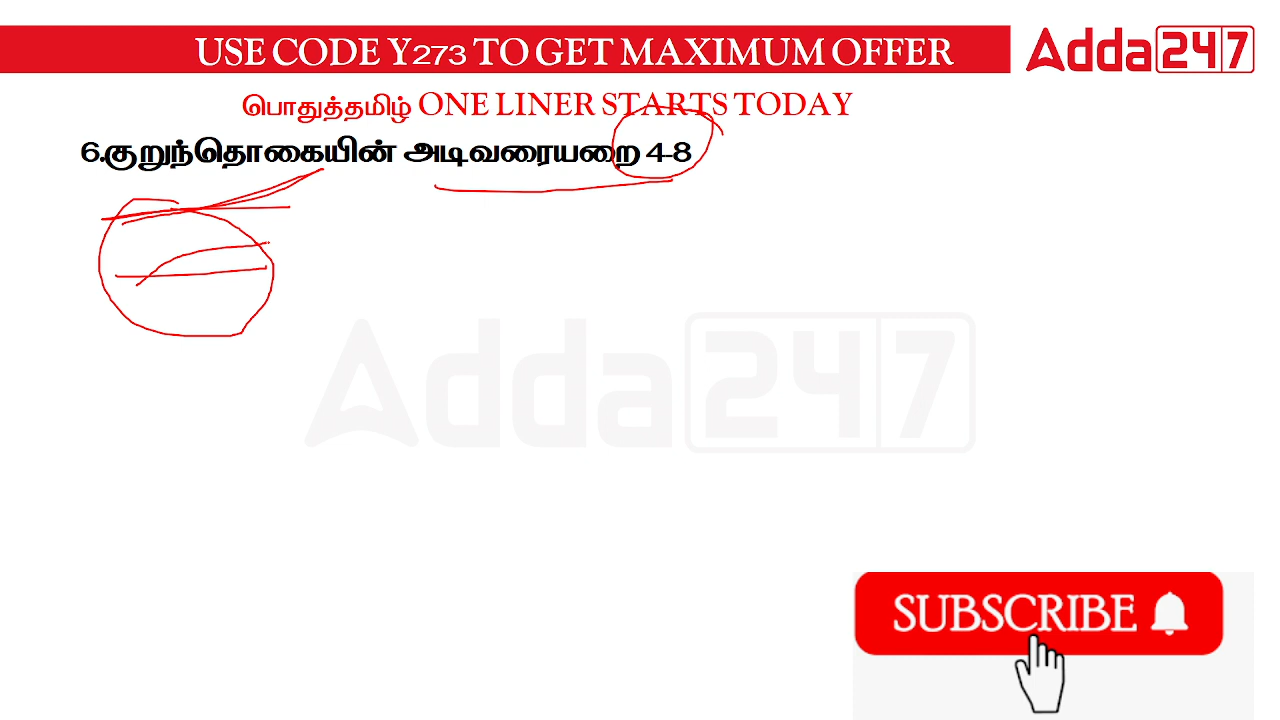 USE CODE Y273 TO GET MAXIMUM OFFER
Adda247
பொதுத்தமிழ் ONE LINER STARTS TODAY
6.குறுந்தொகையின் அடிவரையறை 4-8
Adda247
SUBSCRIBE